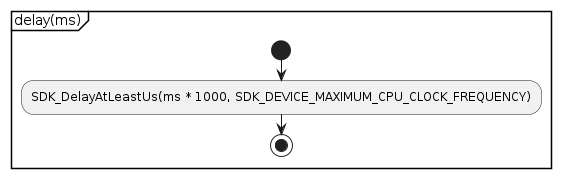 delay(ms)
SDK_DelayAtLeastUs(ms * 1000, SDK_DEVICE_MAXIMUM_CPU_CLOCK_FREQUENCY)